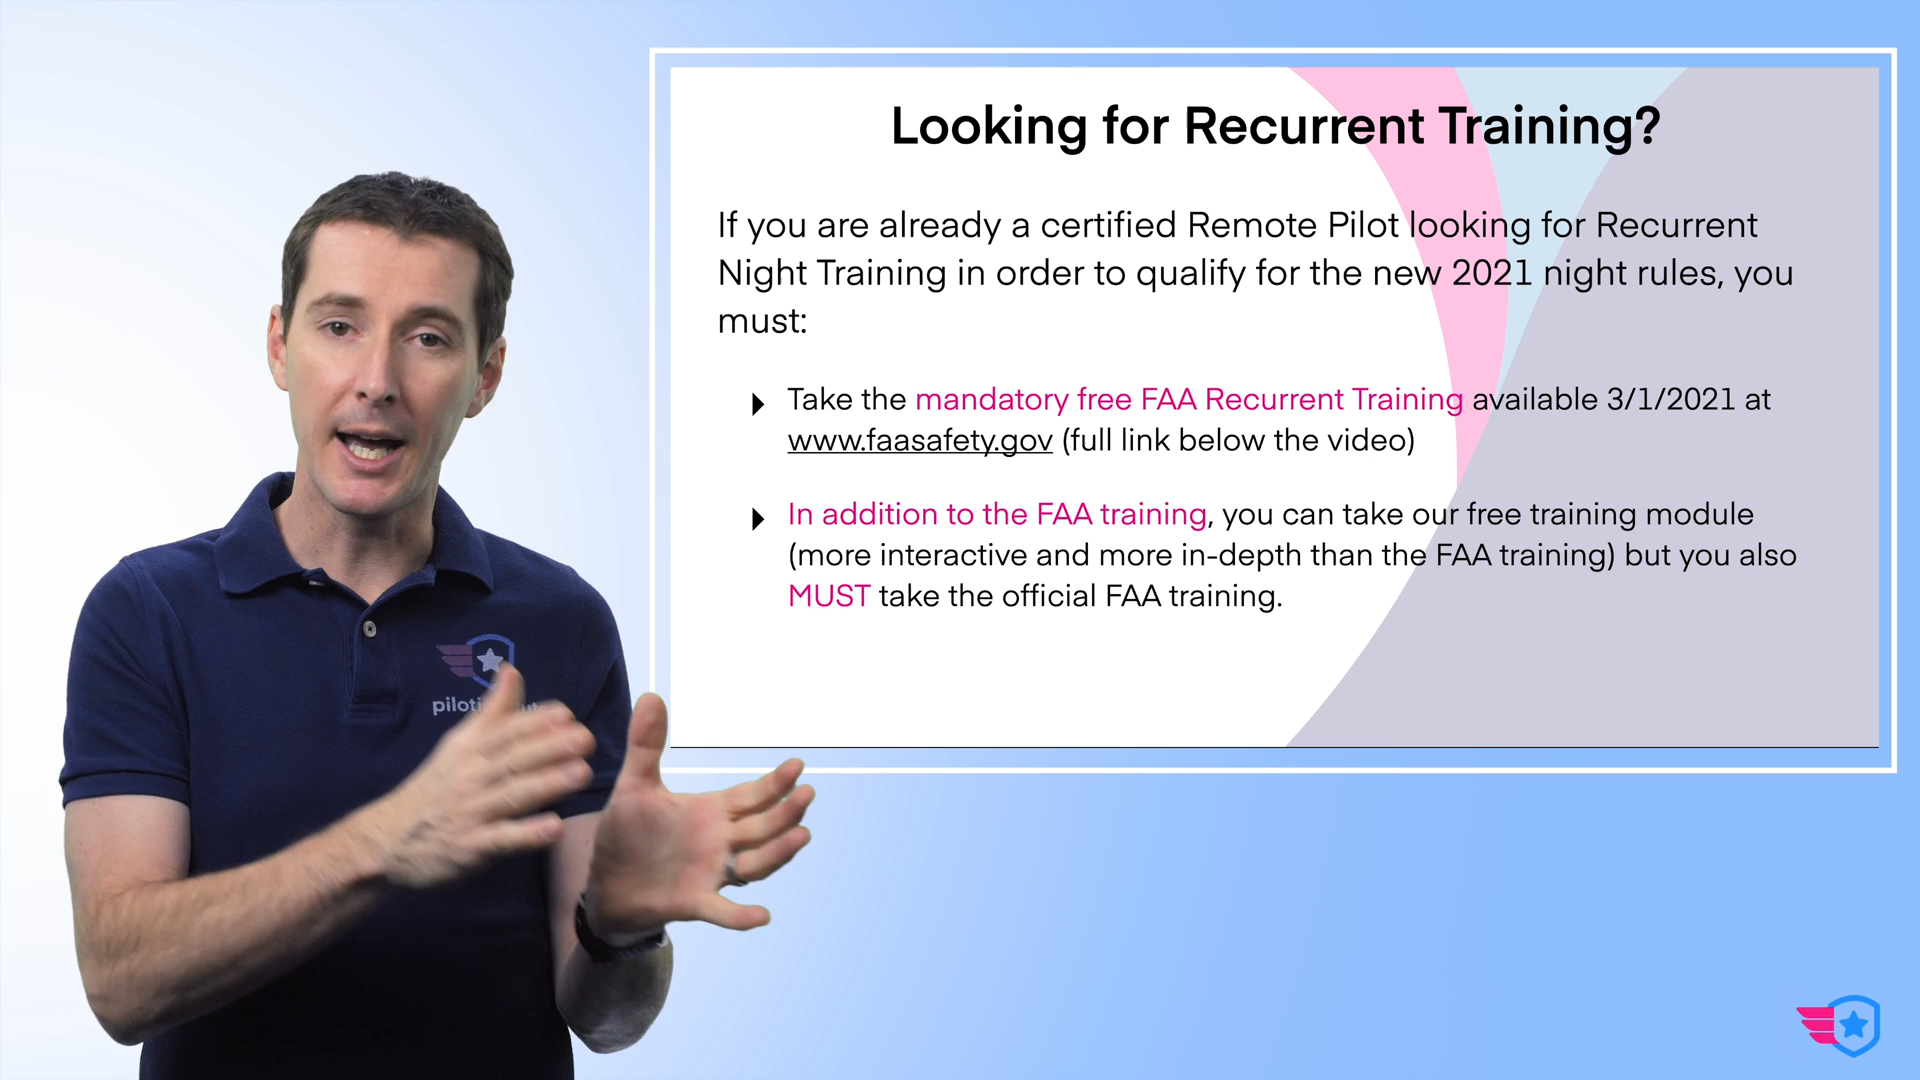 Looking for Recurrent Training?
If you are already a certified Remote Pilot looking for Recurrent
Night Training in order to qualify for the new 2021 night rules, you
must:
Take the mandatory free FAA Recurrent Training available 3/1/2021 at
www.faasafety.gov (full link below the video)
In addition to the FAA training, you can take our free training module
(more interactive and more in-depth than the FAA training) but you also
MUST take the official FAA training.